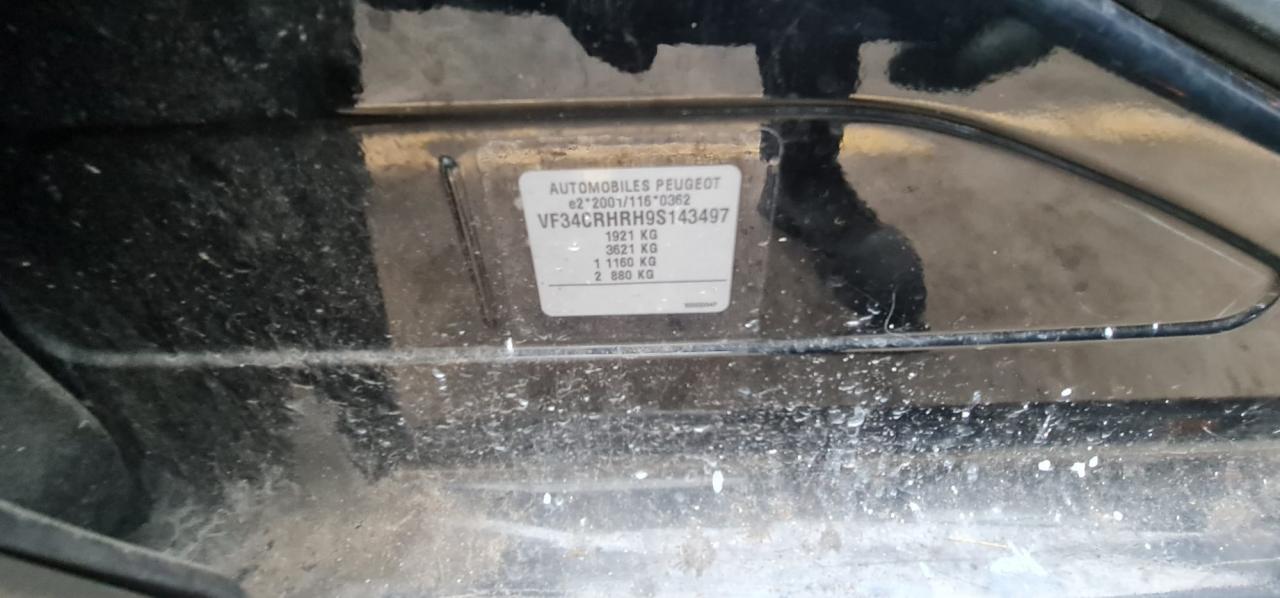 AUTOMOBILES PEUGEOT
e2*2001/116*0362
VF34CRHRH9S143497
1921 KG
3621 KG
1 1160 KG
2 880 KG